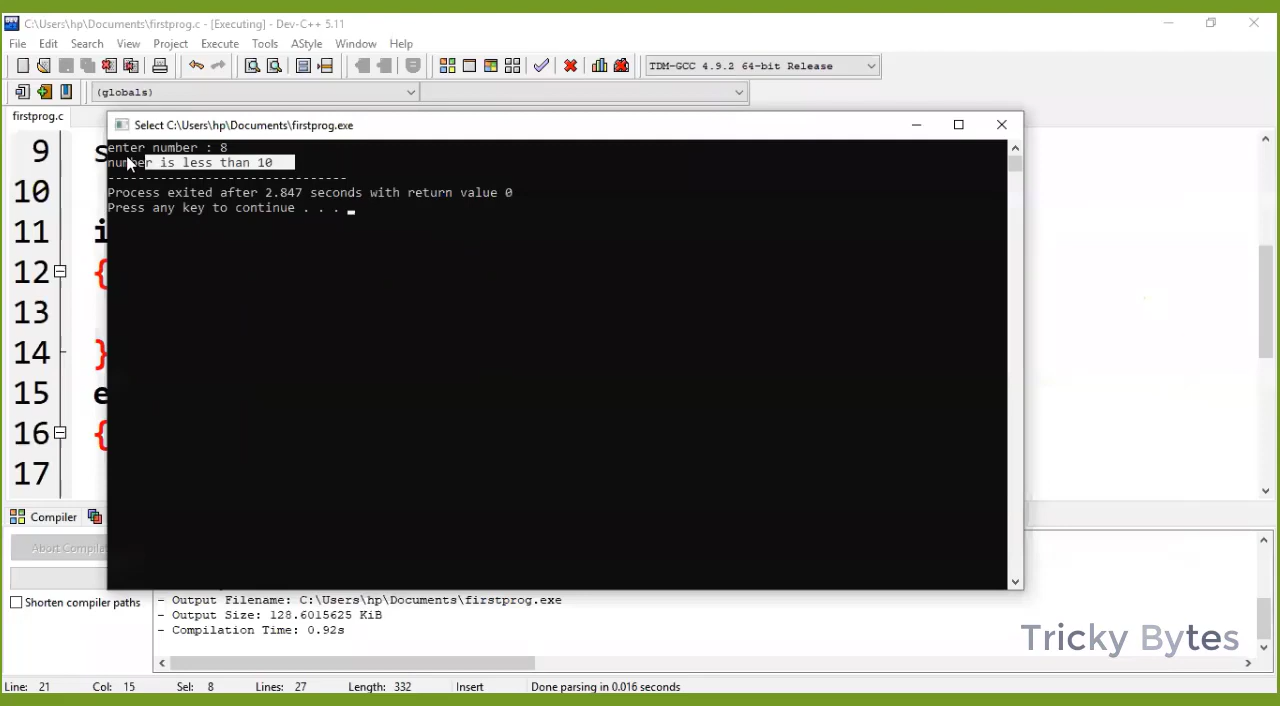 C:\Users\hp\Documents\firstprog.c - [Executing] - Dev-C++ 5.11
File Edit Search View Project Execute Tools AStyle Window Help
TDM-GCC 4.9.2 64-bit Release
(globals)
firstprog.c
Select C:\Users\hp\Documents\firstprog.exe
enter number : 8
number is less than 10
--------------------------------
Process exited after 2.847 seconds with return value 0
Press any key to continue . . .
9 s
10
11 i
12 {
13
14 }
15 e
16 {
17
Compiler
Abort Compilat
Shorten compiler paths
- Output Filename: C:\Users\hp\Documents\firstprog.exe
- Output Size: 128.6015625 KiB
- Compilation Time: 0.92s
Tricky Bytes
Line: 21 Col: 15 Sel: 8 Lines: 27 Length: 332 Insert Done parsing in 0.016 seconds